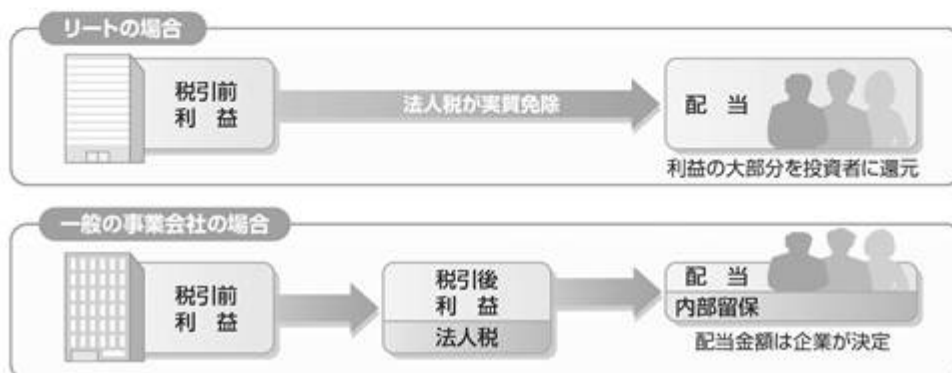 リートの場合
税引前
利　益
法人税が実質免除
配　当
利益の大部分を投資者に還元
一般の事業会社の場合
税引前
利　益
税引後
利　益
法人税
配　当
内部留保
配当金額は企業が決定